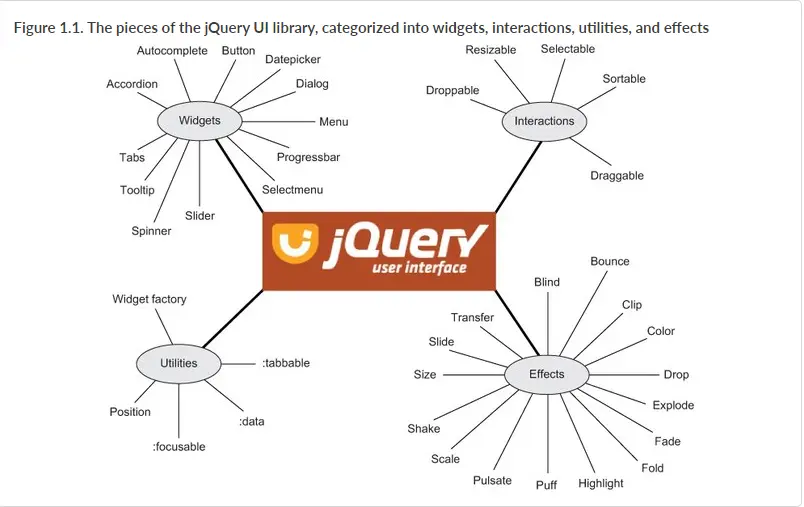 Figure 1.1. The pieces of the jQuery UI library, categorized into widgets, interactions, utilities, and effects
Autocomplete
Button
Datepicker
Accordion
Dialog
Widgets
Menu
Tabs
Progressbar
Tooltip
Selectmenu
Slider
Spinner
Resizable
Selectable
Sortable
Droppable
Interactions
Draggable
jQuery
user interface
Widget factory
Utilities
:tabbable
Position
:data
:focusable
Bounce
Blind
Clip
Transfer
Color
Slide
Size
Effects
Drop
Explode
Shake
Fade
Scale
Fold
Pulsate
Puff
Highlight